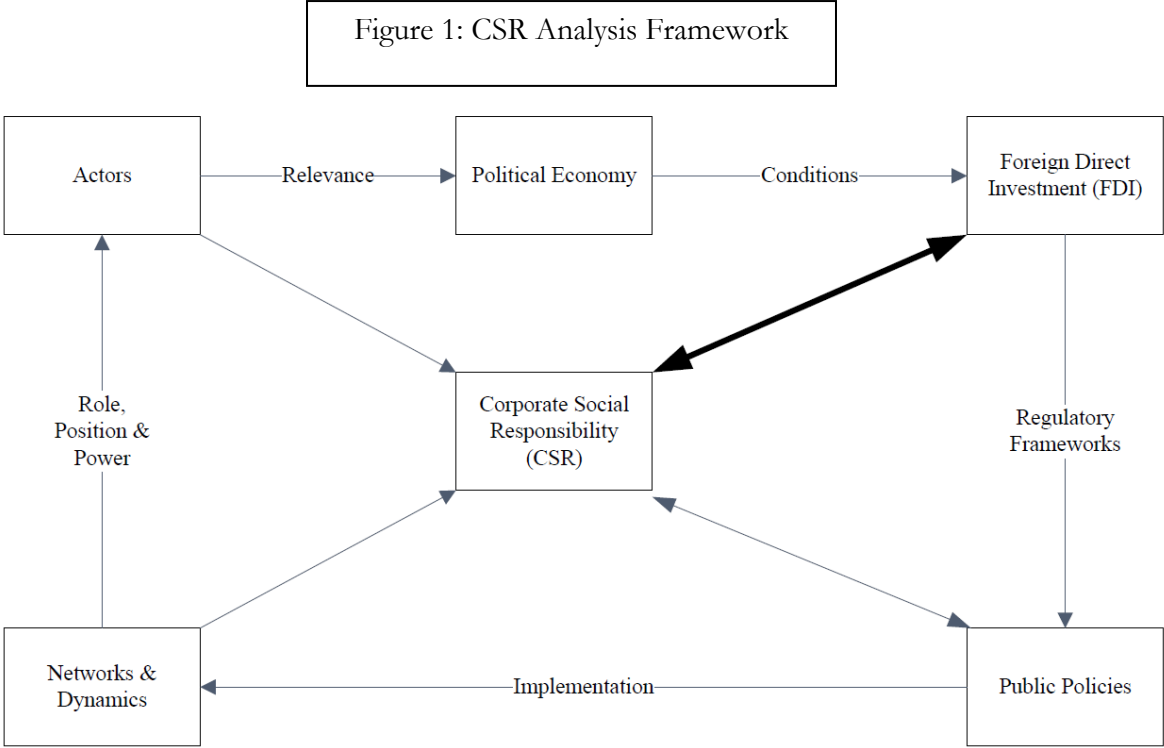 Figure 1: CSR Analysis Framework
Actors
Relevance
Political Economy
Conditions
Foreign Direct
Investment (FDI)
Role,
Position &
Power
Corporate Social
Responsibility
(CSR)
Regulatory
Frameworks
Networks &
Dynamics
Implementation
Public Policies